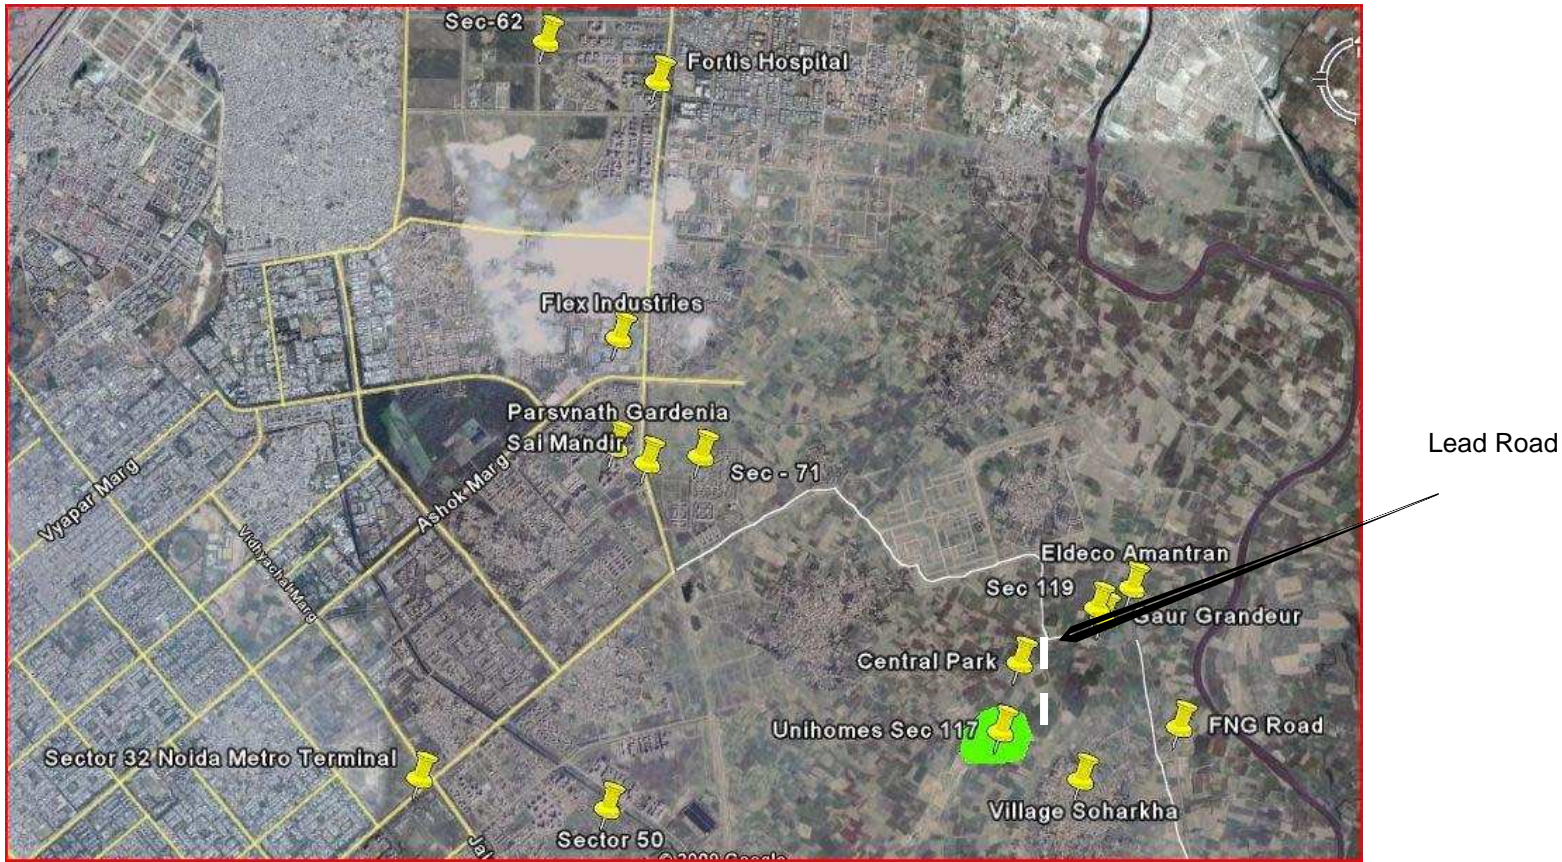 Sec-62
Fortis Hospital
Flex Industries
Parsvnath Gardenia
Sai Mandir
Sec - 71
Lead Road
Vyapar Marg
Ashok Marg
Vidhyachal Marg
Eldeco Amantran
Sec 119
Gaur Grandeur
Central Park
Unihomes Sec 117
FNG Road
Sector 32 Noida Metro Terminal
Village Soharkha
Sector 50
© 2009 Google